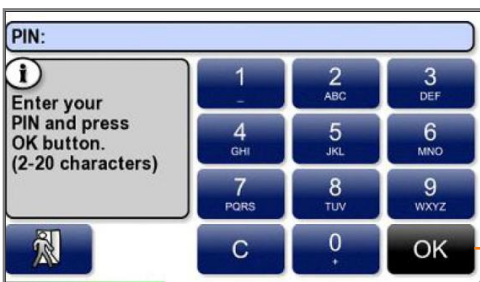 PIN:
i
Enter your
PIN and press
OK button.
(2-20 characters)
1 2 3
_ ABC DEF
4 5 6
GHI JKL MNO
7 8 9
PQRS TUV WXYZ
C 0 OK
+